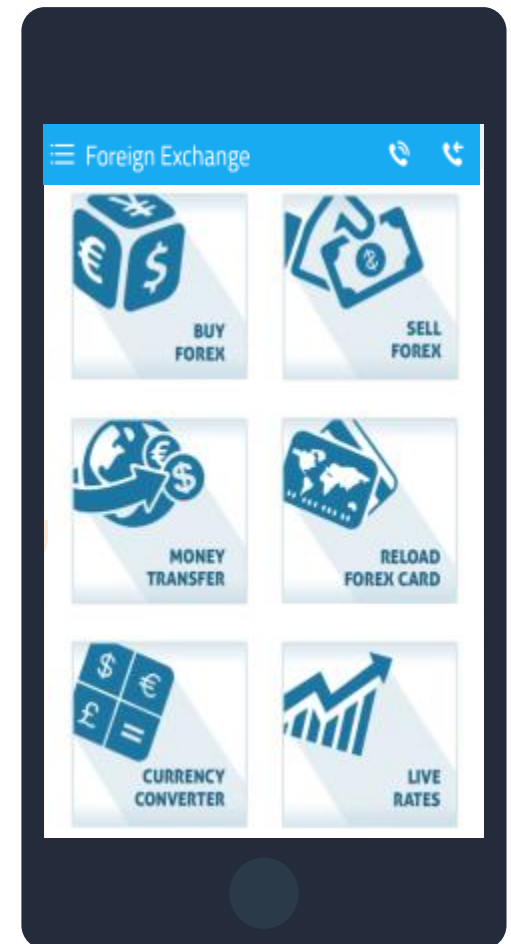 Foreign Exchange
BUY
FOREX
SELL
FOREX
MONEY
TRANSFER
RELOAD
FOREX CARD
CURRENCY
CONVERTER
LIVE
RATES